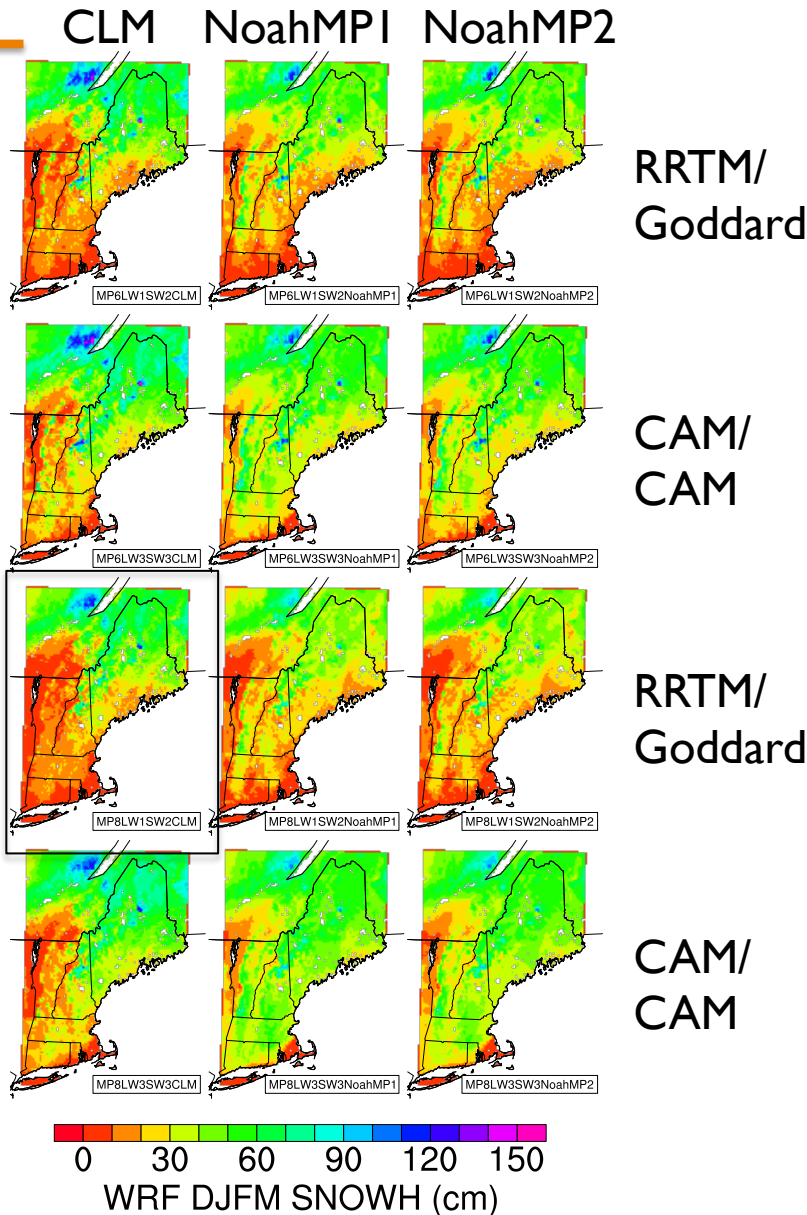 CLM NoahMP1 NoahMP2
RRTM/
Goddard
MP6LW1SW2CLM MP6LW1SW2NoahMP1 MP6LW1SW2NoahMP2
CAM/
CAM
MP6LW3SW3CLM MP6LW3SW3NoahMP1 MP6LW3SW3NoahMP2
RRTM/
Goddard
MP8LW1SW2CLM MP8LW1SW2NoahMP1 MP8LW1SW2NoahMP2
CAM/
CAM
MP8LW3SW3CLM MP8LW3SW3NoahMP1 MP8LW3SW3NoahMP2
0 30 60 90 120 150
WRF DJFM SNOWH (cm)